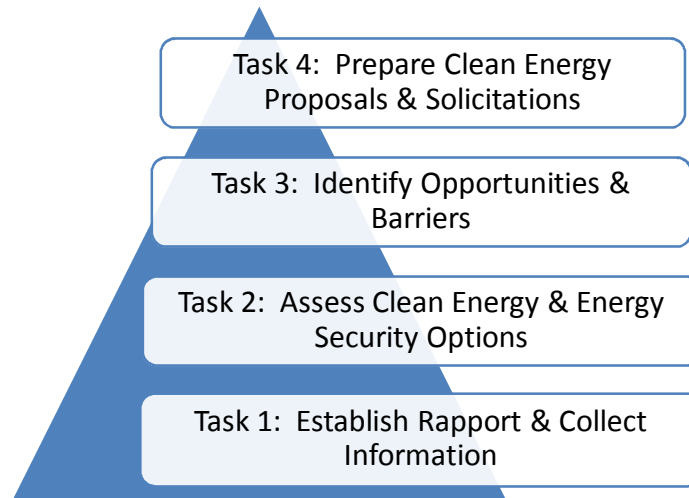 Task 4:  Prepare Clean Energy
Proposals & Solicitations
Task 3:  Identify Opportunities &
Barriers
Task 2:  Assess Clean Energy & Energy
Security Options
Task 1:  Establish Rapport & Collect
Information